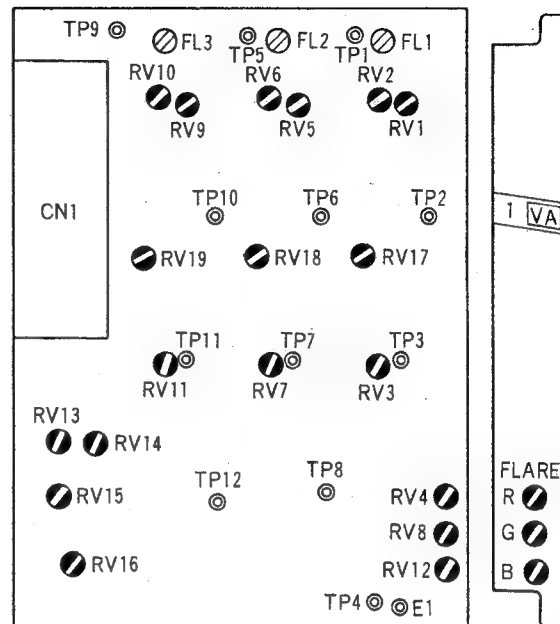 TP9 FL3 TP5 FL2 TP1 FL1
RV10 RV6 RV2
RV9 RV5 RV1
CN1 TP10 TP6 TP2 1 VA
RV19 RV18 RV17
TP11 TP7 TP3
RV11 RV7 RV3
RV13
RV14
TP12 TP8 FLARE
RV15 RV4 R
RV8 G
RV16 RV12 B
TP4 E1